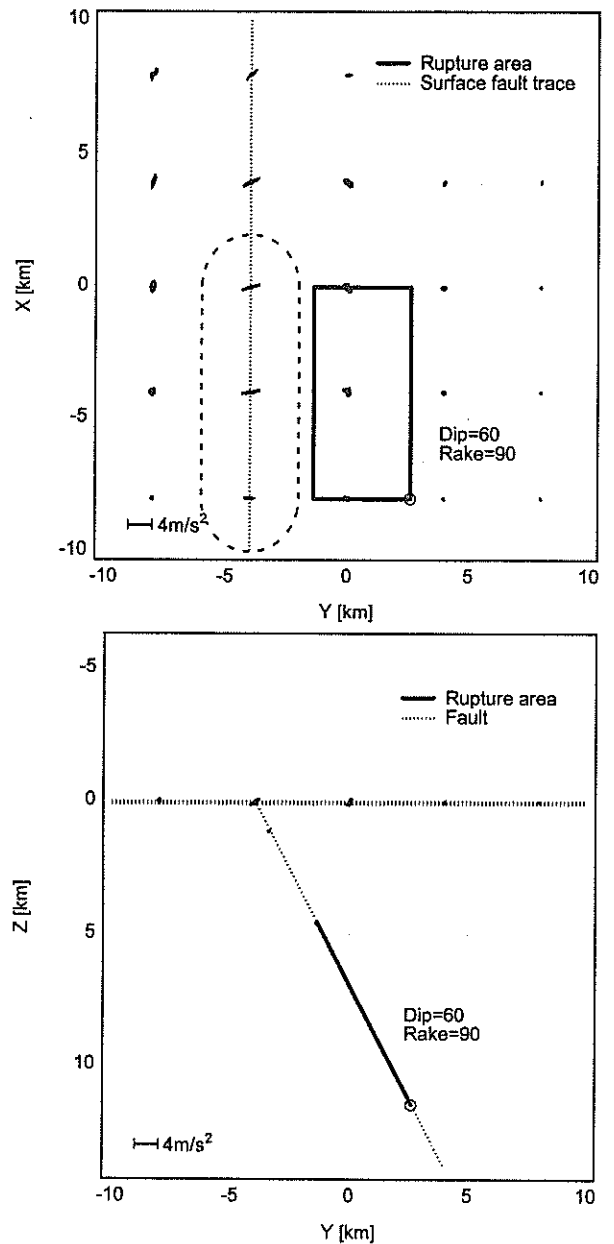 10
Rupture area
Surface fault trace
5
X [km]
0
-5
Dip=60
Rake=90
4m/s²
-10
-10 -5 0 5 10
Y [km]
-5
Rupture area
Fault
0
Z [km]
5
Dip=60
Rake=90
10
4m/s²
-10 -5 0 5 10
Y [km]